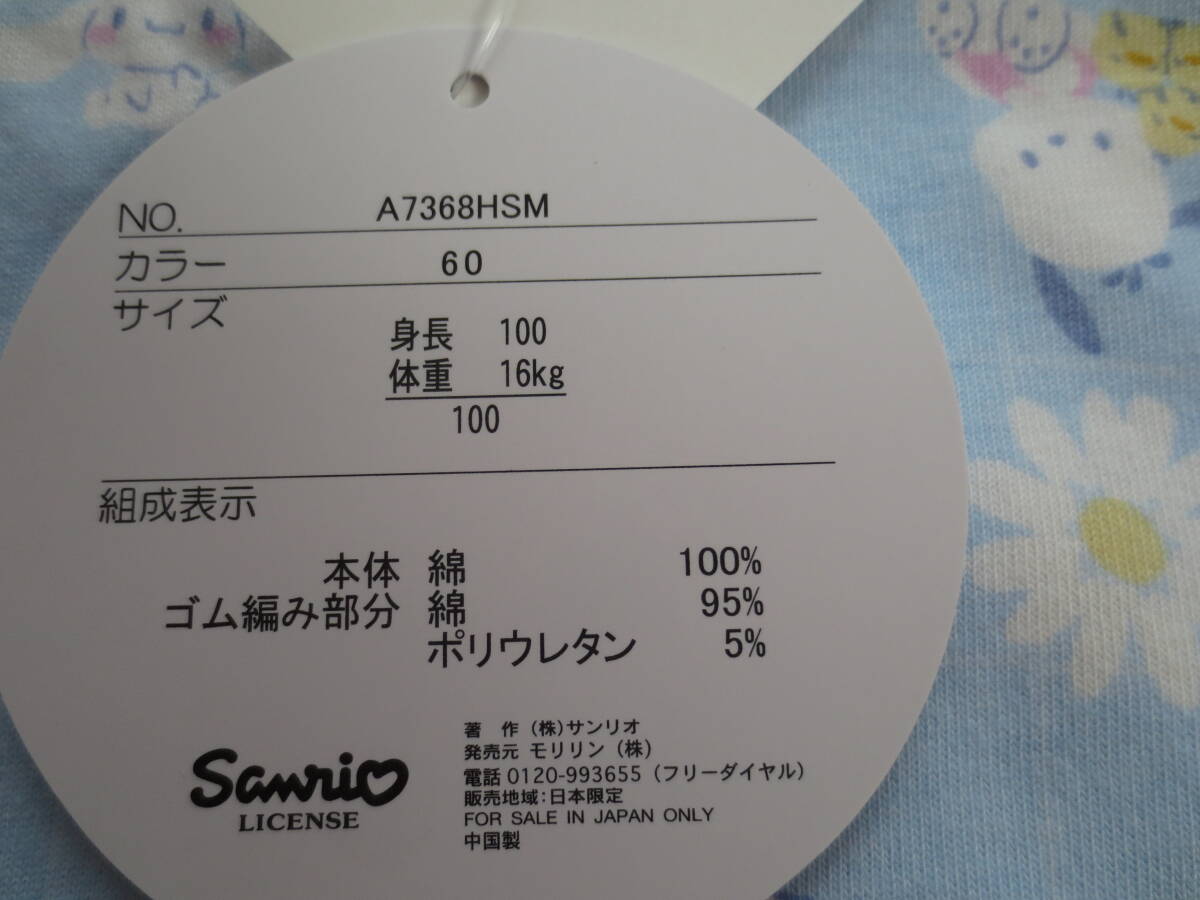 NO. A7368HSM
カラー 60
サイズ
身長 100
体重 16kg
100
組成表示
本体 綿 100%
ゴム編み部分 綿 95%
ポリウレタン 5%
Sanrio
LICENSE
著 作 (株)サンリオ
発売元 モリリン (株)
電話 0120-993655 (フリーダイヤル)
販売地域:日本限定
FOR SALE IN JAPAN ONLY
中国製